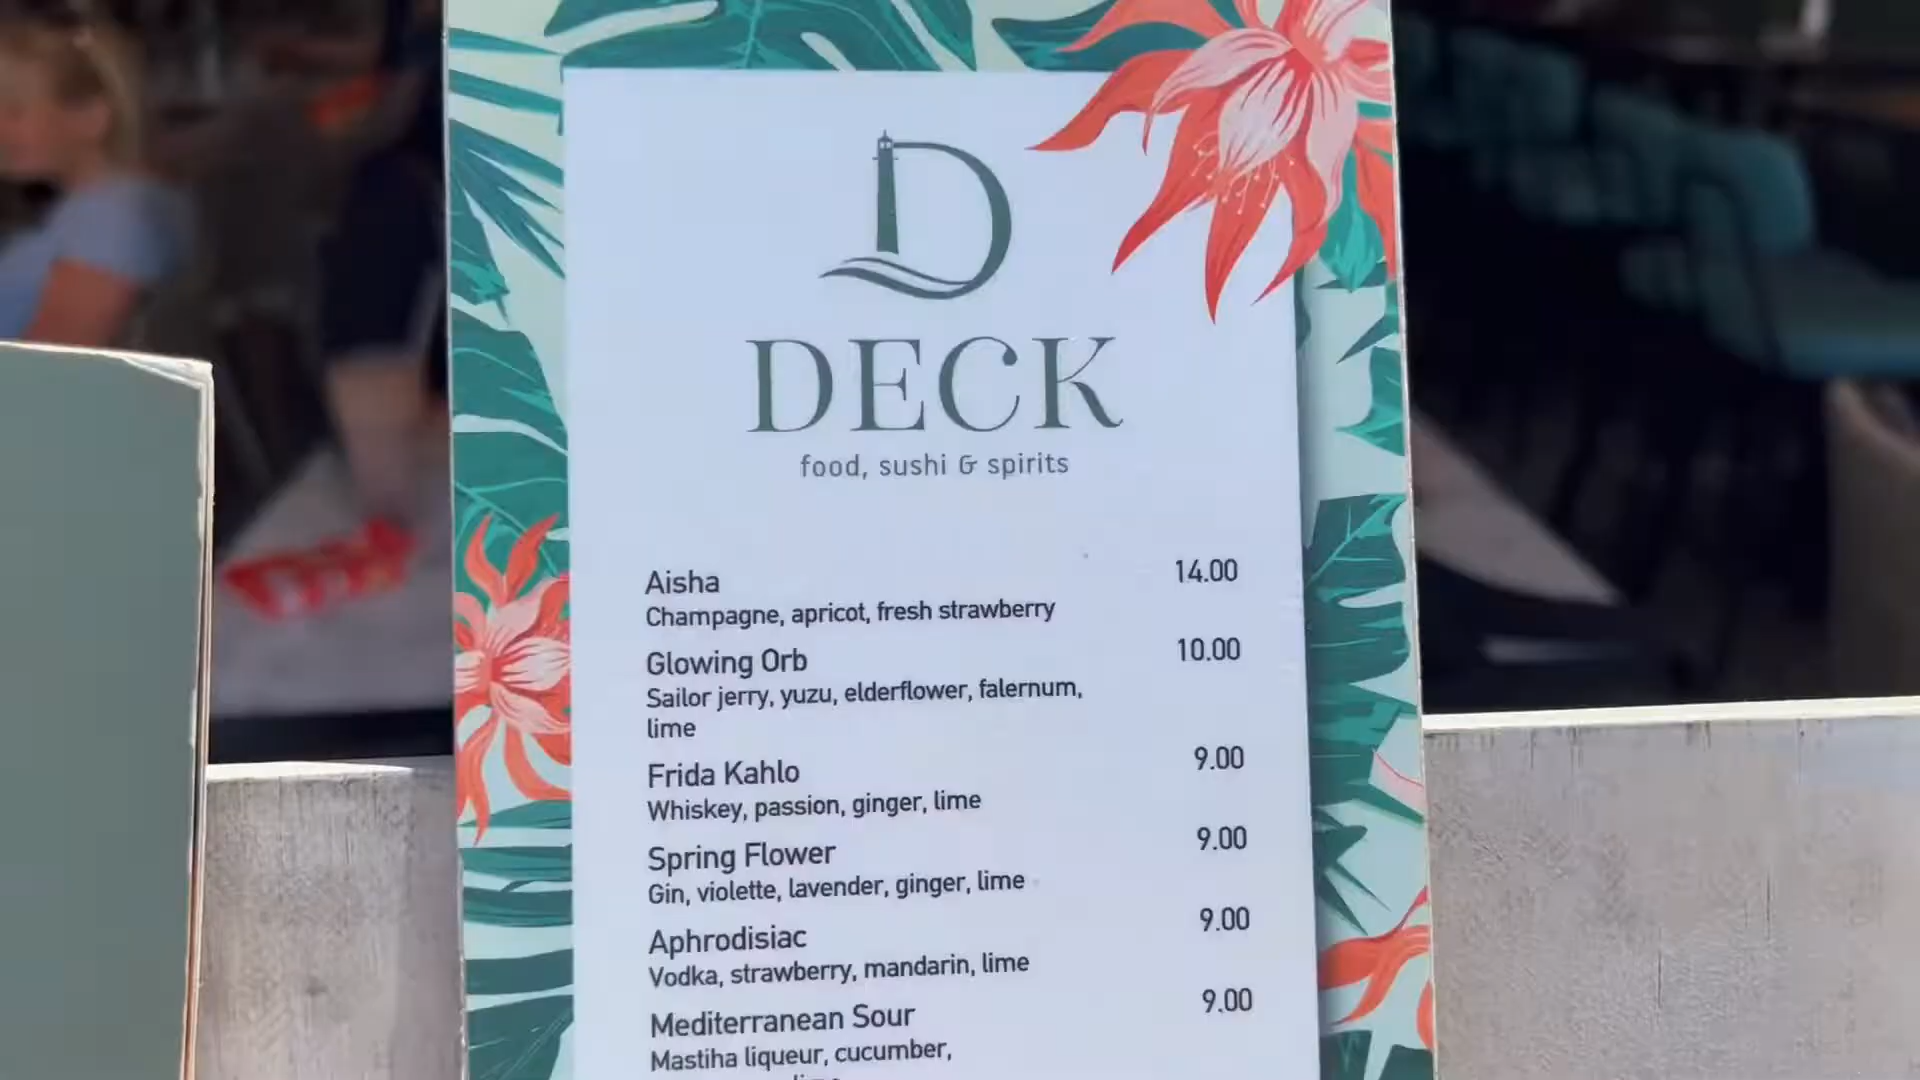 D
DECK
food, sushi & spirits
Aisha 14.00
Champagne, apricot, fresh strawberry
Glowing Orb 10.00
Sailor jerry, yuzu, elderflower, falernum,
lime
Frida Kahlo 9.00
Whiskey, passion, ginger, lime
Spring Flower 9.00
Gin, violette, lavender, ginger, lime
Aphrodisiac 9.00
Vodka, strawberry, mandarin, lime
Mediterranean Sour 9.00
Mastiha liqueur, cucumber,